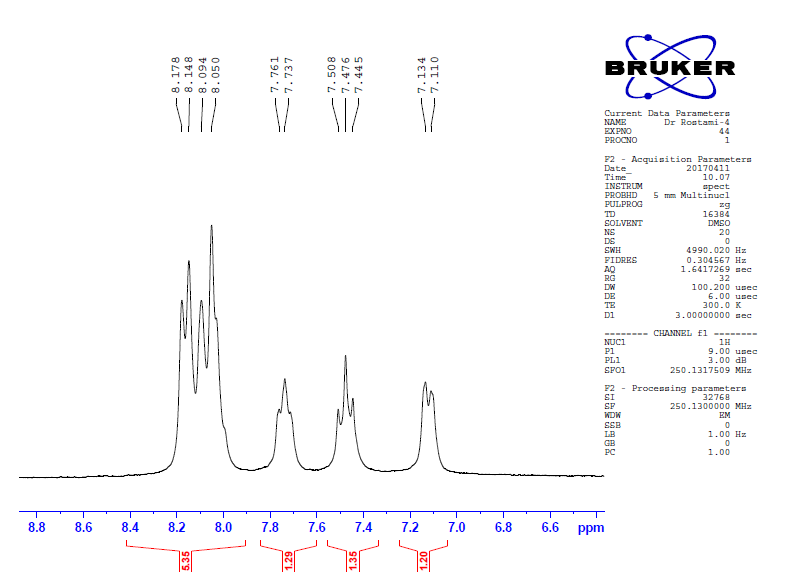 8.178
8.148
8.094
8.050
7.761
7.737
7.508
7.476
7.445
7.134
7.110
BRUKER
Current Data Parameters
NAME Dr Rostami-4
EXPNO 44
PROCNO 1
F2 - Acquisition Parameters
Date_ 20170411
Time 10.07
INSTRUM spect
PROBHD 5 mm Multinucl
PULPROG zg
TD 16384
SOLVENT DMSO
NS 20
DS 0
SWH 4990.020 Hz
FIDRES 0.304567 Hz
AQ 1.6417269 sec
RG 32
DW 100.200 usec
DE 6.00 usec
TE 300.0 K
D1 3.00000000 sec
======== CHANNEL f1 ========
NUC1 1H
P1 9.00 usec
PL1 3.00 dB
SFO1 250.1317509 MHz
F2 - Processing parameters
SI 32768
SF 250.1300000 MHz
WDW EM
SSB 0
LB 1.00 Hz
GB 0
PC 1.00
8.8 8.6 8.4 8.2 8.0 7.8 7.6 7.4 7.2 7.0 6.8 6.6 ppm
5.35
1.29
1.35
1.20